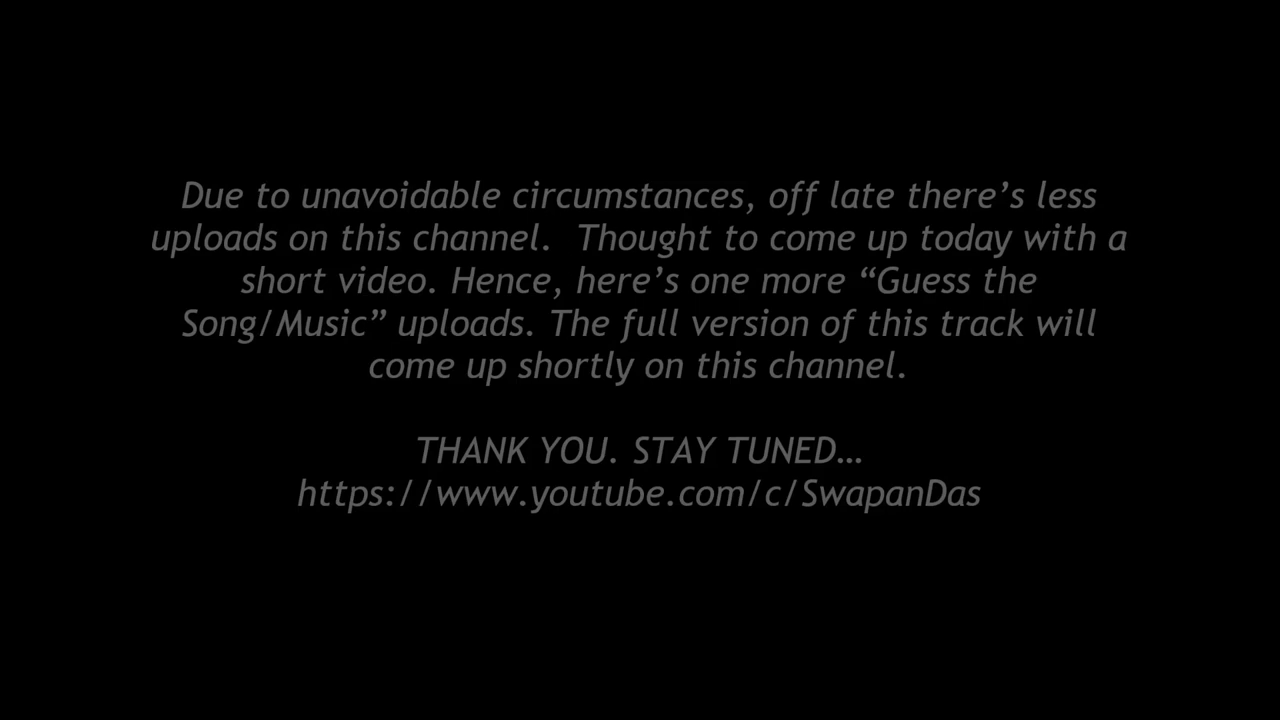 Due to unavoidable circumstances, off late there’s less
uploads on this channel.  Thought to come up today with a
short video. Hence, here’s one more “Guess the
Song/Music” uploads. The full version of this track will
come up shortly on this channel.
THANK YOU. STAY TUNED…
https://www.youtube.com/c/SwapanDas